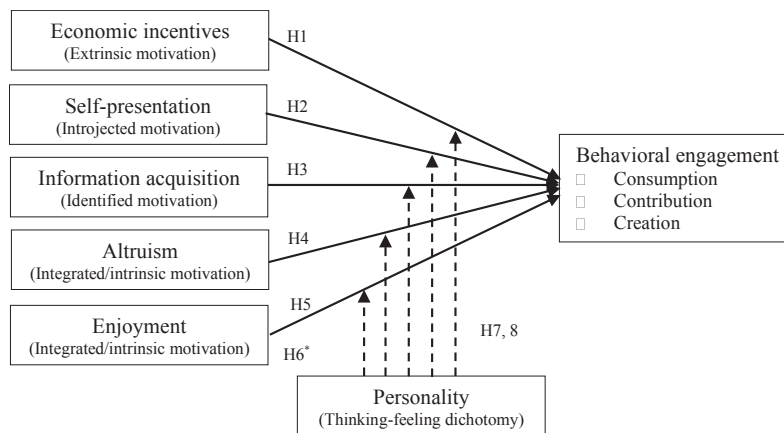 Economic incentives
(Extrinsic motivation)
H1
Self-presentation
(Introjected motivation)
H2
Information acquisition
(Identified motivation)
H3
Behavioral engagement
Consumption
Contribution
Creation
Altruism
(Integrated/intrinsic motivation)
H4
Enjoyment
(Integrated/intrinsic motivation)
H5
H6*
H7, 8
Personality
(Thinking-feeling dichotomy)